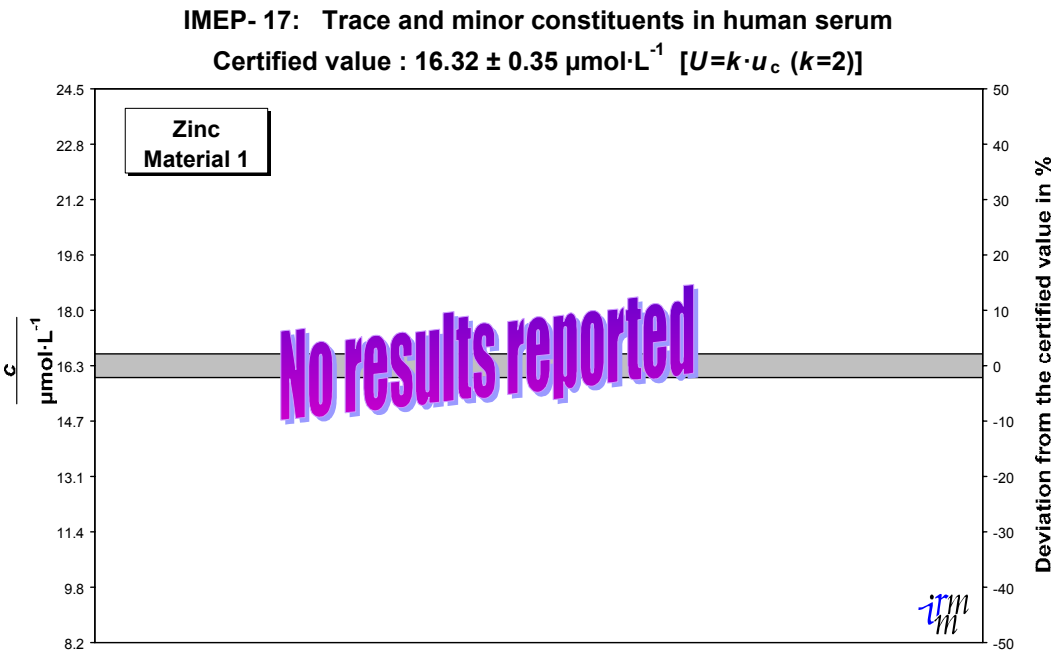 IMEP- 17: Trace and minor constituents in human serum
Certified value : 16.32 ± 0.35 µmol·L⁻¹ [U=k·u_c (k=2)]
Zinc
Material 1
24.5
22.8
21.2
19.6
18.0
16.3
14.7
13.1
11.4
9.8
8.2
c
µmol·L⁻¹
No results reported
50
40
30
20
10
0
-10
-20
-30
-40
-50
Deviation from the certified value in %
irmm